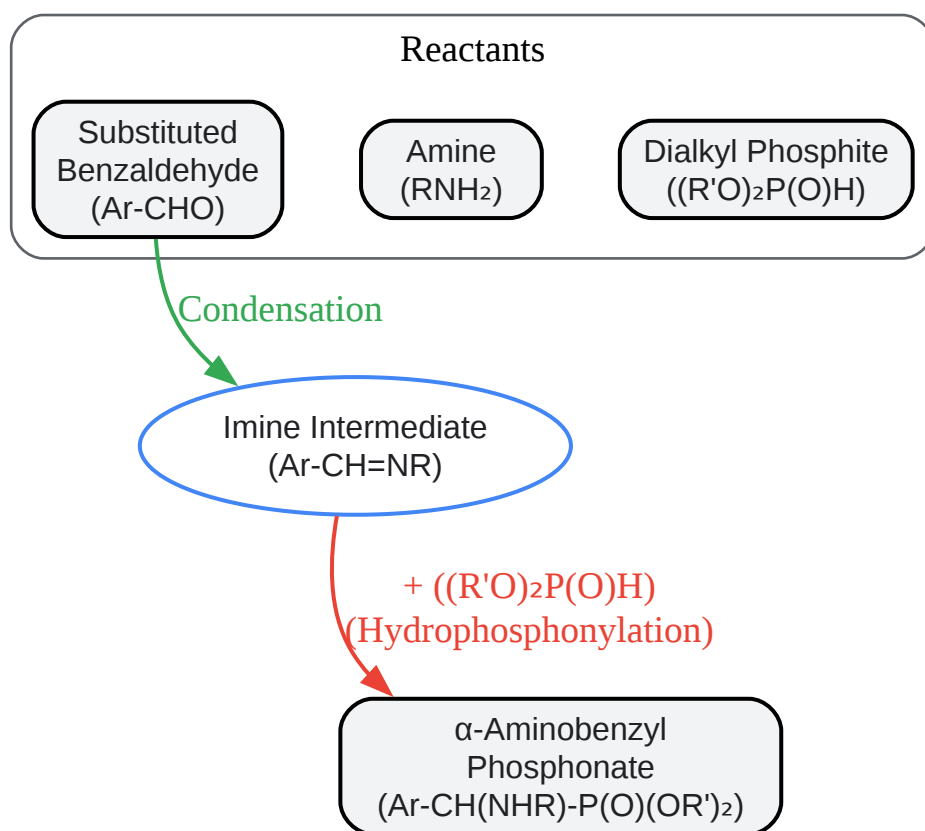 Reactants
Substituted
Benzaldehyde
(Ar-CHO)
Amine
(RNH₂)
Dialkyl Phosphite
((R'O)₂P(O)H)
Condensation
Imine Intermediate
(Ar-CH=NR)
+ ((R'O)₂P(O)H)
(Hydrophosphonylation)
α-Aminobenzyl
Phosphonate
(Ar-CH(NHR)-P(O)(OR')₂)